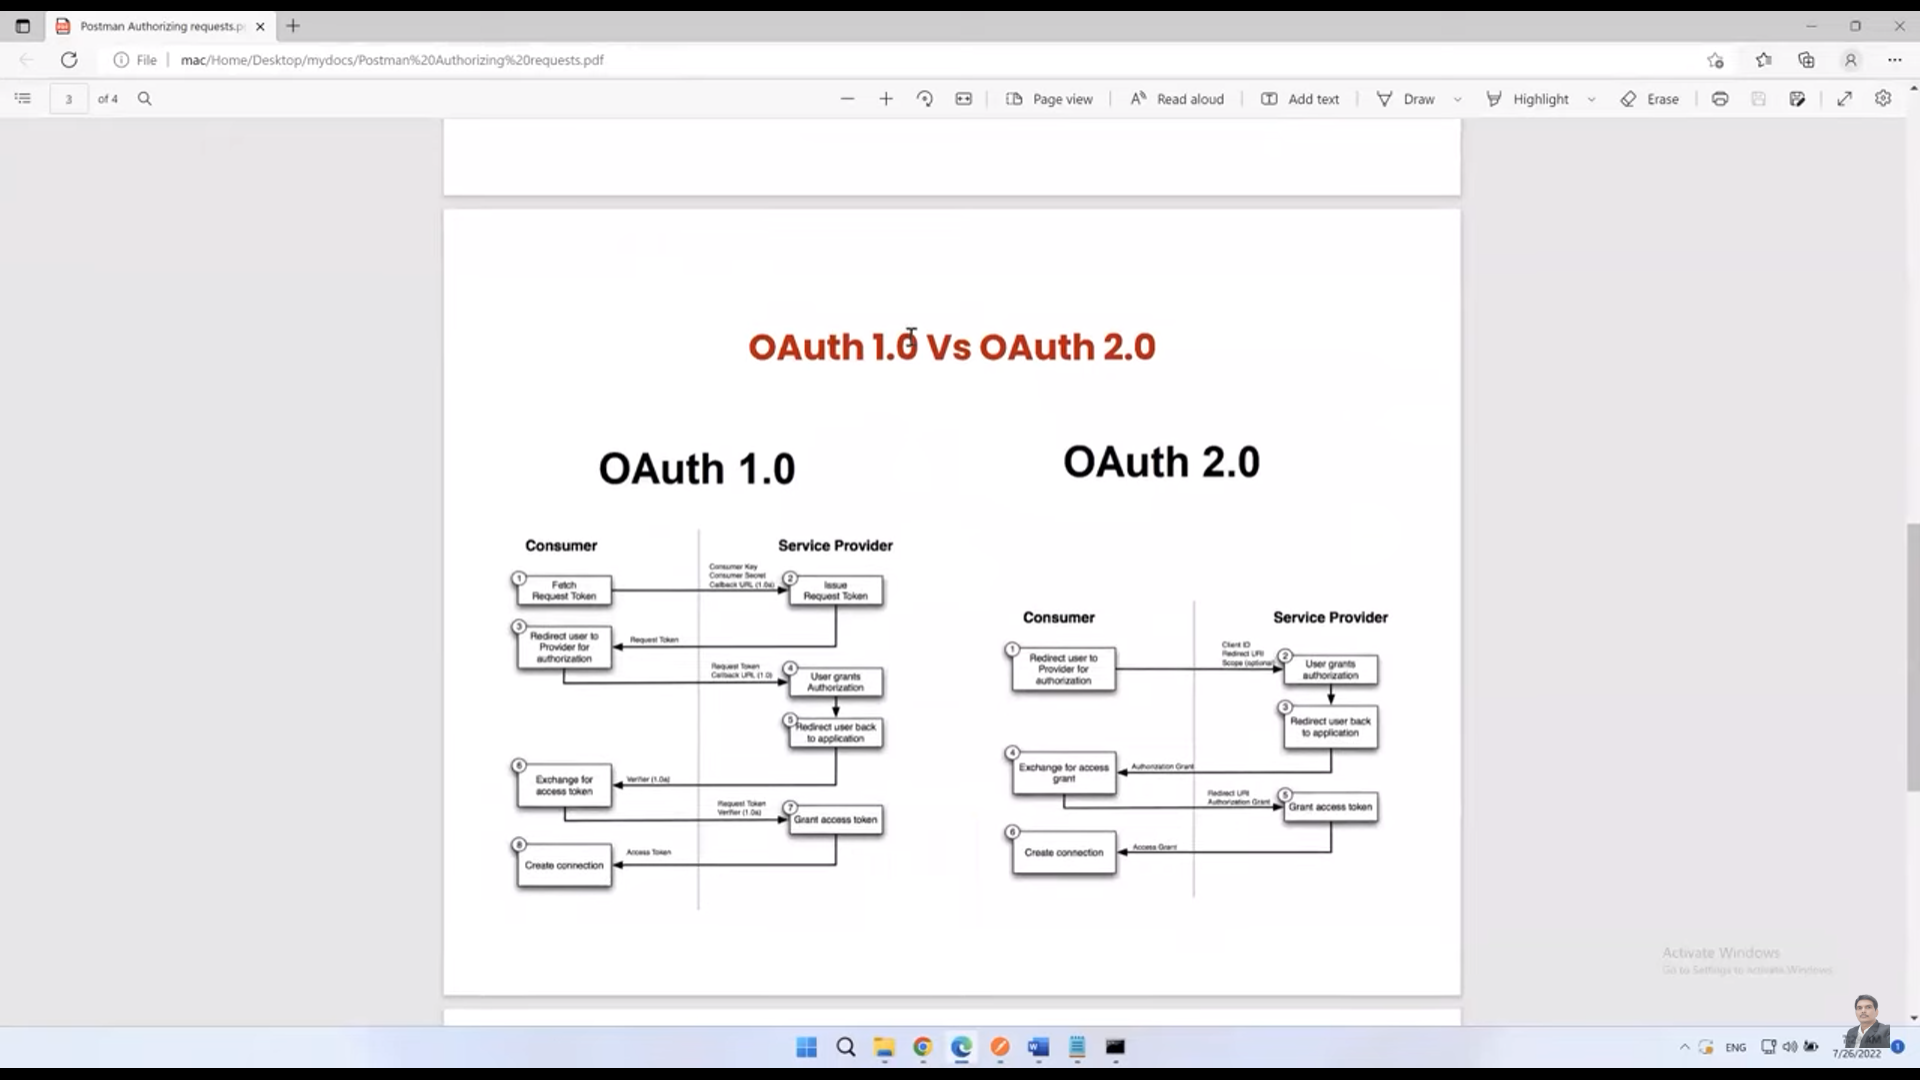 Postman Authorizing requests.p
File
mac/Home/Desktop/mydocs/Postman%20Authorizing%20requests.pdf
3 of 4
Page view
Read aloud
Add text
Draw
Highlight
Erase
OAuth 1.0 Vs OAuth 2.0
OAuth 1.0
Consumer
Service Provider
1
Fetch
Request Token
Consumer Key
Consumer Secret
Callback URL (1.0a)
2
Issue
Request Token
3
Redirect user to
Provider for
authorization
Request Token
Request Token
Callback URL (1.0)
4
User grants
Authorization
5
Redirect user back
to application
6
Exchange for
access token
Verifier (1.0a)
Request Token
Verifier (1.0a)
7
Grant access token
8
Create connection
Access Token
OAuth 2.0
Consumer
Service Provider
1
Redirect user to
Provider for
authorization
Client ID
Redirect URI
Scope (optional)
2
User grants
authorization
3
Redirect user back
to application
4
Exchange for access
grant
Authorization Grant
Redirect URI
Authorization Grant
5
Grant access token
6
Create connection
Access Grant
Activate Windows
Go to Settings to activate Windows.
ENG
7/26/2022
1